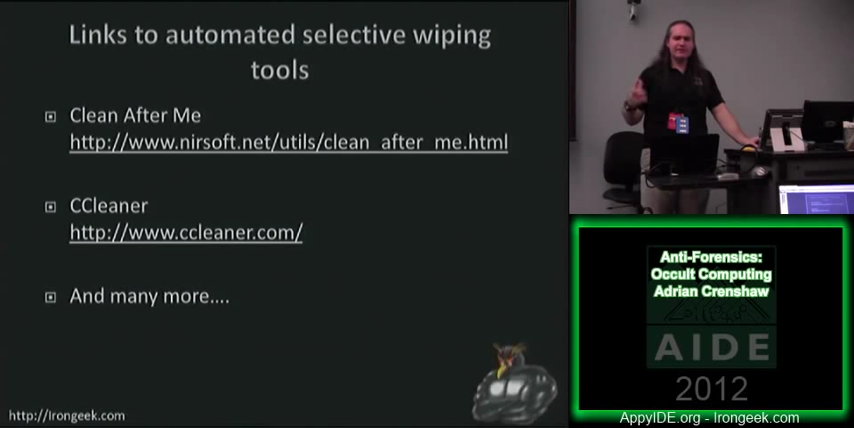 Links to automated selective wiping
tools
Clean After Me
http://www.nirsoft.net/utils/clean_after_me.html
CCleaner
http://www.ccleaner.com/
And many more....
http://Irongeek.com
Anti-Forensics:
Occult Computing
Adrian Crenshaw
AIDE
2012
AppyIDE.org - Irongeek.com